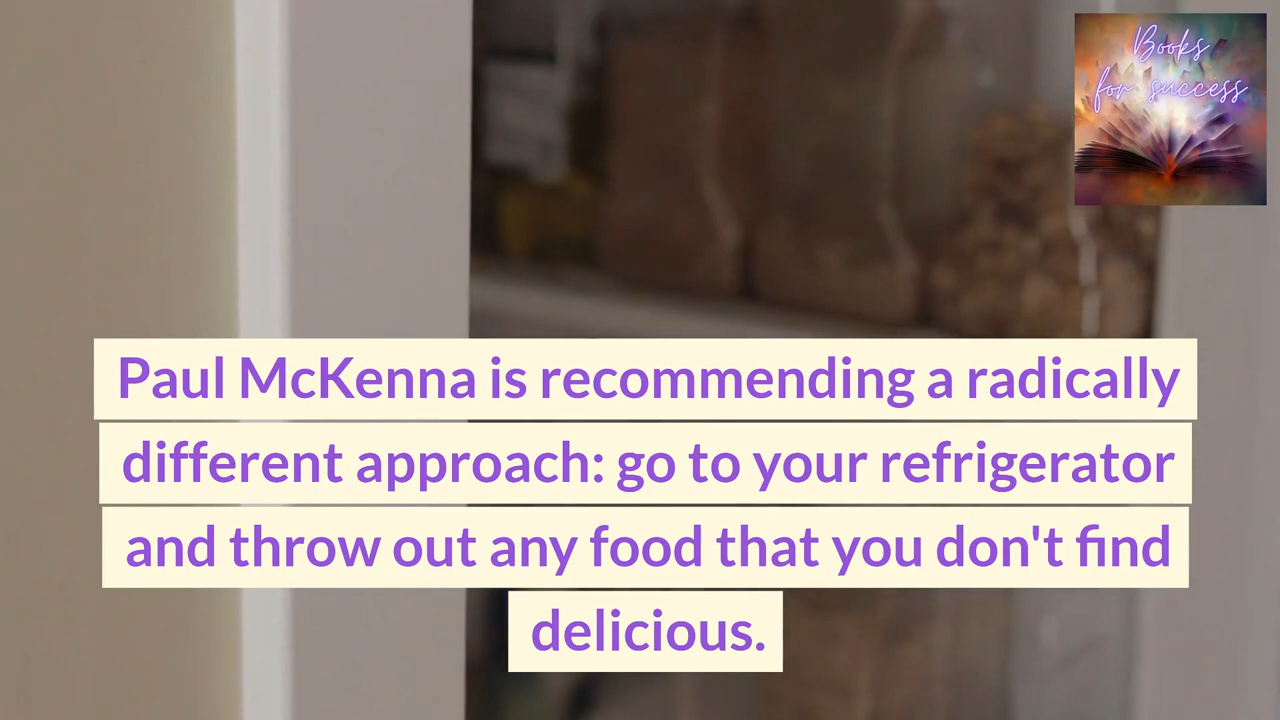 Books
for success
Paul McKenna is recommending a radically
different approach: go to your refrigerator
and throw out any food that you don't find
delicious.